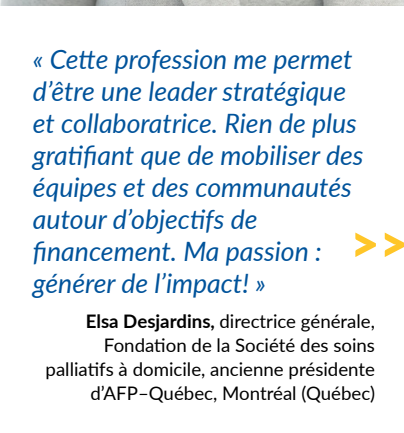 « Cette profession me permet
d’être une leader stratégique
et collaboratrice. Rien de plus
gratifiant que de mobiliser des
équipes et des communautés
autour d’objectifs de
financement. Ma passion :
générer de l’impact! »
>>
Elsa Desjardins, directrice générale,
Fondation de la Société des soins
palliatifs à domicile, ancienne présidente
d’AFP–Québec, Montréal (Québec)